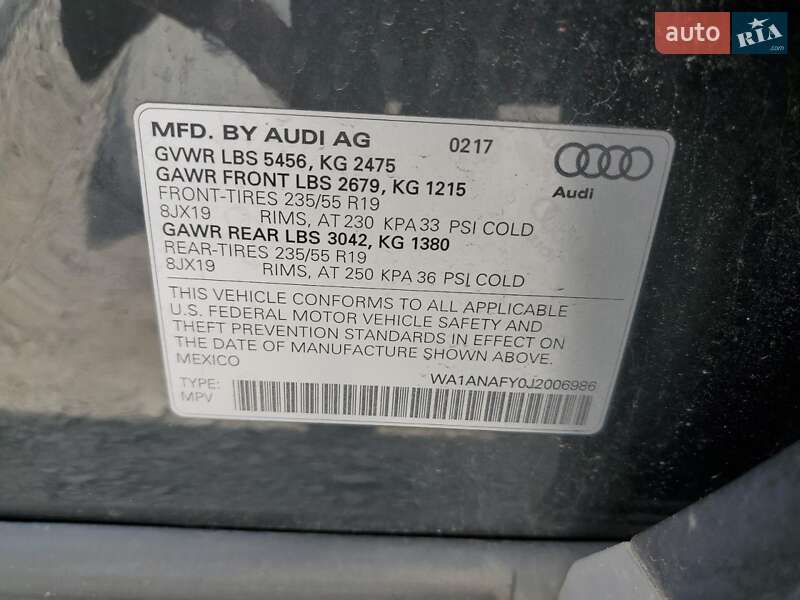 auto RIA.com
MFD. BY AUDI AG 0217
GVWR LBS 5456, KG 2475
GAWR FRONT LBS 2679, KG 1215
Audi
FRONT-TIRES 235/55 R19
8JX19 RIMS, AT 230 KPA 33 PSI COLD
GAWR REAR LBS 3042, KG 1380
REAR-TIRES 235/55 R19
8JX19 RIMS, AT 250 KPA 36 PSI COLD
THIS VEHICLE CONFORMS TO ALL APPLICABLE
U.S. FEDERAL MOTOR VEHICLE SAFETY AND
THEFT PREVENTION STANDARDS IN EFFECT ON
THE DATE OF MANUFACTURE SHOWN ABOVE.
MEXICO
WA1ANAFY0J2006986
TYPE:
MPV